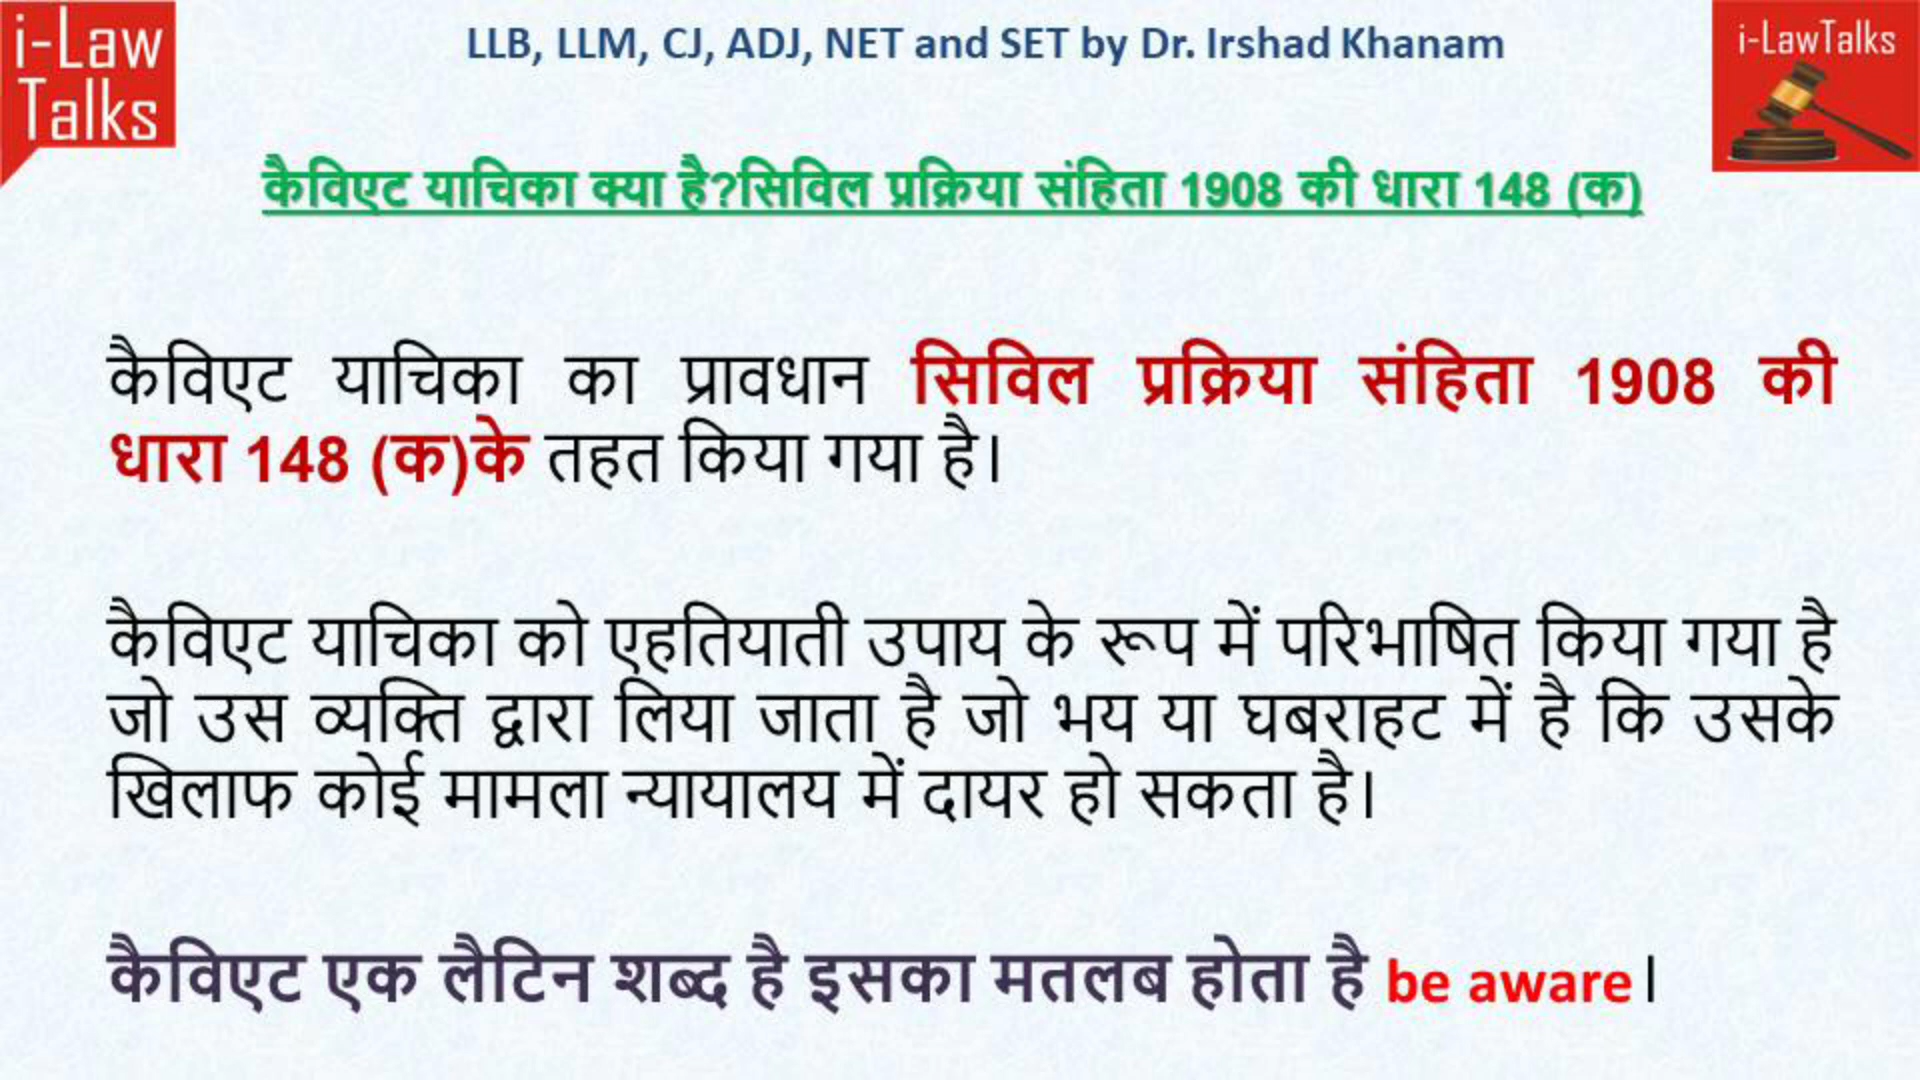 i-Law
Talks
LLB, LLM, CJ, ADJ, NET and SET by Dr. Irshad Khanam
i-LawTalks
कैविएट याचिका क्या है?सिविल प्रक्रिया संहिता 1908 की धारा 148 (क)
कैविएट याचिका का प्रावधान सिविल प्रक्रिया संहिता 1908 की
धारा 148 (क)के तहत किया गया है।
कैविएट याचिका को एहतियाती उपाय के रूप में परिभाषित किया गया है
जो उस व्यक्ति द्वारा लिया जाता है जो भय या घबराहट में है कि उसके
खिलाफ कोई मामला न्यायालय में दायर हो सकता है।
कैविएट एक लैटिन शब्द है इसका मतलब होता है be aware।